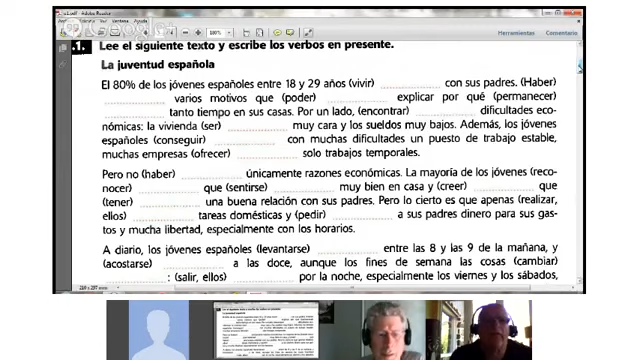 Adobe Reader
Ventana Ayuda
100%
Herramientas Comentario
.1. Lee el siguiente texto y escribe los verbos en presente.
La juventud española
El 80% de los jóvenes españoles entre 18 y 29 años (vivir) con sus padres. (Haber)
varios motivos que (poder) explicar por qué (permanecer)
tanto tiempo en sus casas. Por un lado, (encontrar) dificultades eco-
nómicas: la vivienda (ser) muy cara y los sueldos muy bajos. Además, los jóvenes
españoles (conseguir) con muchas dificultades un puesto de trabajo estable,
muchas empresas (ofrecer) solo trabajos temporales.
Pero no (haber) únicamente razones económicas. La mayoría de los jóvenes (reco-
nocer) que (sentirse) muy bien en casa y (creer) que
(tener) una buena relación con sus padres. Pero lo cierto es que apenas (realizar,
ellos) tareas domésticas y (pedir) a sus padres dinero para sus gas-
tos y mucha libertad, especialmente con los horarios.
A diario, los jóvenes españoles (levantarse) entre las 8 y las 9 de la mañana, y
(acostarse) a las doce, aunque los fines de semana las cosas (cambiar)
: (salir, ellos) por la noche, especialmente los viernes y los sábados,